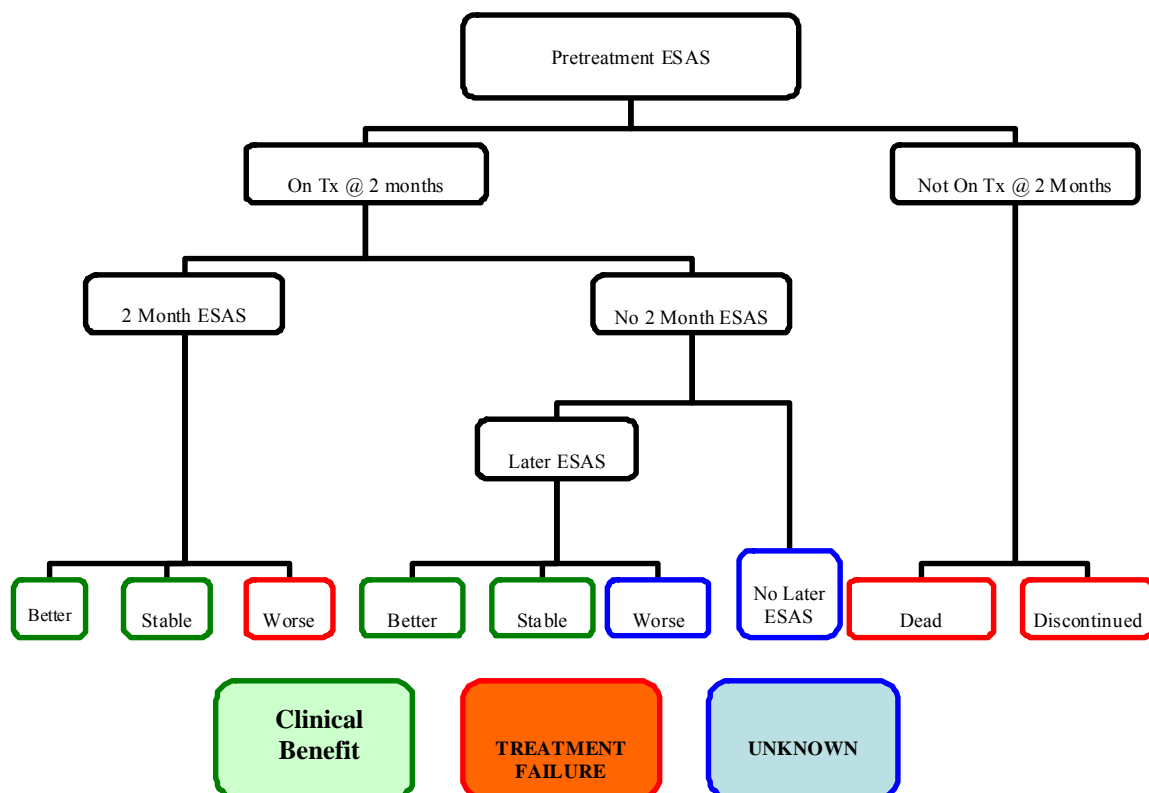 Pretreatment ESAS
On Tx @ 2 months
Not On Tx @ 2 Months
2 Month ESAS
No 2 Month ESAS
Later ESAS
Better
Stable
Worse
Better
Stable
Worse
No Later
ESAS
Dead
Discontinued
Clinical
Benefit
TREATMENT
FAILURE
UNKNOWN